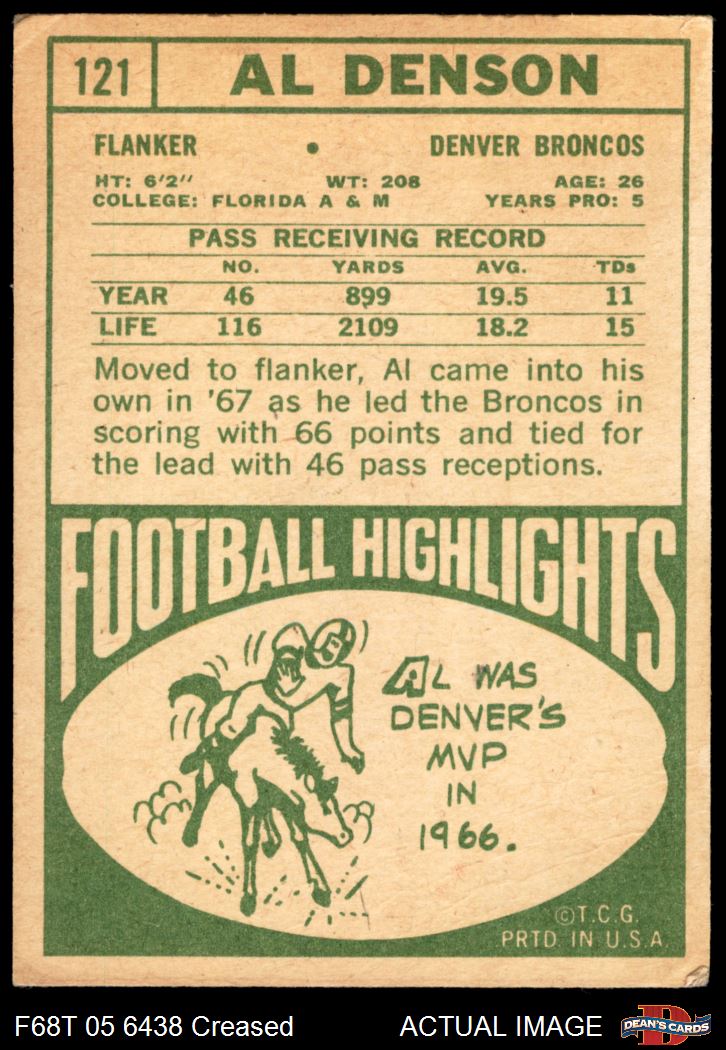 121 AL DENSON
FLANKER • DENVER BRONCOS
HT: 6'2" WT: 208 AGE: 26
COLLEGE: FLORIDA A & M YEARS PRO: 5
PASS RECEIVING RECORD
NO. YARDS AVG. TDs
YEAR 46 899 19.5 11
LIFE 116 2109 18.2 15
Moved to flanker, Al came into his
own in '67 as he led the Broncos in
scoring with 66 points and tied for
the lead with 46 pass receptions.
FOOTBALL HIGHLIGHTS
AL WAS
DENVER'S
MVP
IN
1966.
©T.C.G.
PRTD. IN U.S.A.
F68T 05 6438 Creased ACTUAL IMAGE
D
DEAN'S CARDS